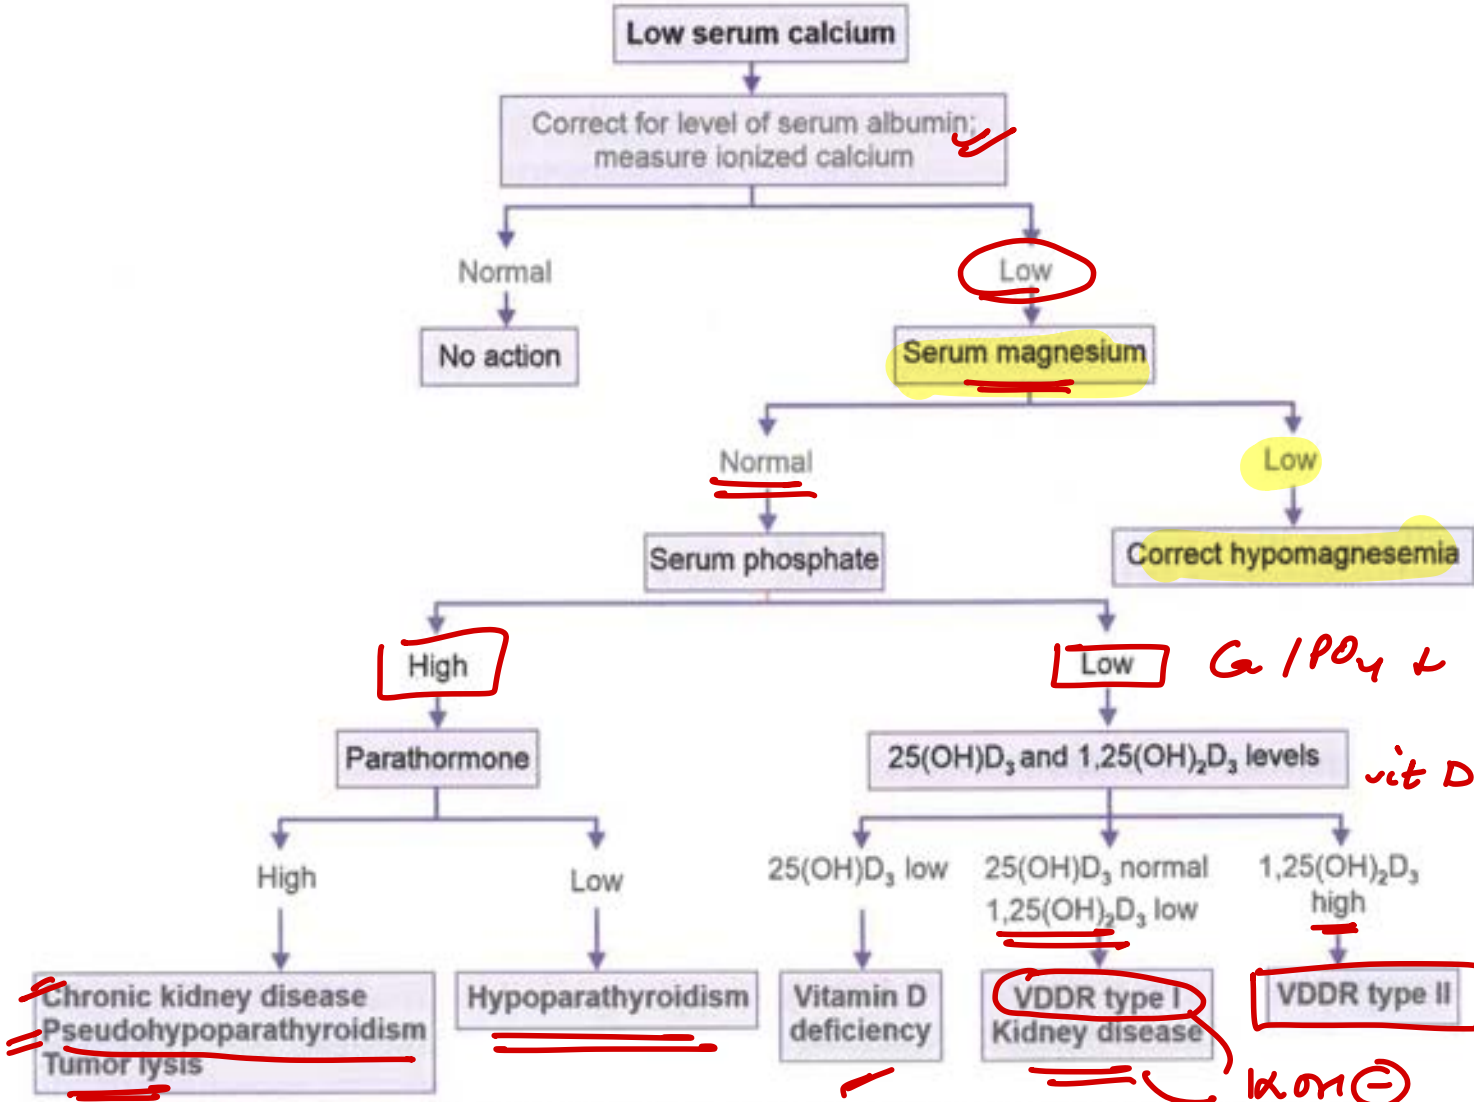 Low serum calcium
Correct for level of serum albumin;
measure ionized calcium
Normal
Low
No action
Serum magnesium
Normal
Low
Serum phosphate
Correct hypomagnesemia
High
Low
Ca / PO4 ↓
Parathormone
25(OH)D₃ and 1,25(OH)₂D₃ levels
vit D
High
Low
25(OH)D₃ low
25(OH)D₃ normal
1,25(OH)₂D₃ low
1,25(OH)₂D₃
high
Chronic kidney disease
Pseudohypoparathyroidism
Tumor lysis
Hypoparathyroidism
Vitamin D
deficiency
VDDR type I
Kidney disease
VDDR type II
1α OH ⊖